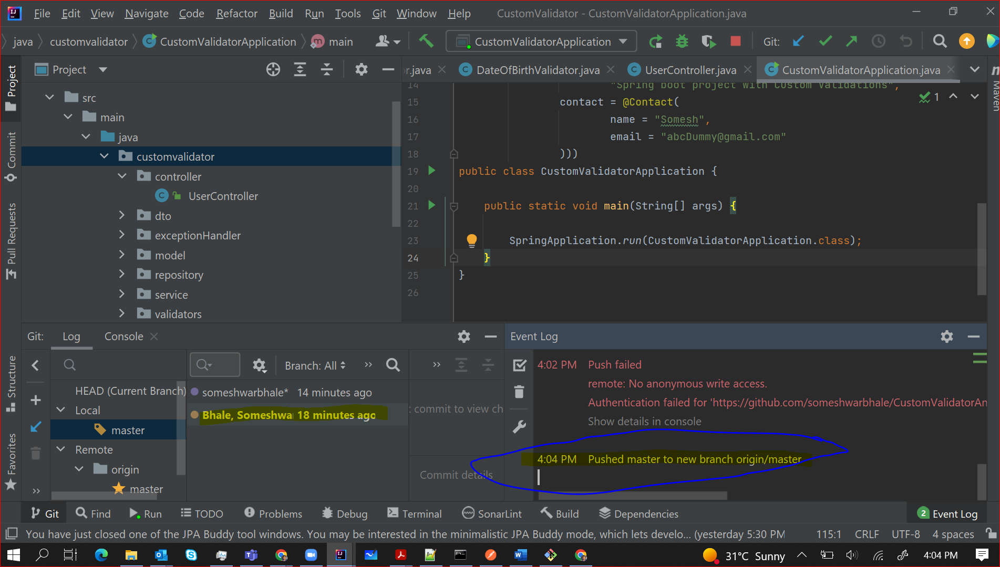 File Edit View Navigate Code Refactor Build Run Tools Git Window Help CustomValidator - CustomValidatorApplication.java
java customvalidator CustomValidatorApplication m main CustomValidatorApplication Git:
Project
or.java DateOfBirthValidator.java UserController.java CustomValidatorApplication.java
Project
Commit
Pull Requests
Structure
Favorites
Maven
src
main
java
customvalidator
controller
UserController
dto
exceptionHandler
model
repository
service
validators
1
14 "Spring boot project with Custom Validations",
15 contact = @Contact(
16 name = "Somesh",
17 email = "abcDummy@gmail.com"
18 )))
19 public class CustomValidatorApplication {
20
21 public static void main(String[] args) {
22
23 SpringApplication.run(CustomValidatorApplication.class);
24 }
25 }
26
Git: Log Console
Branch: All
HEAD (Current Branch)
Local
master
Remote
origin
master
someshwarbhale* 14 minutes ago
Bhale, Someshwa 18 minutes ago
t commit to view ch
Commit details
Event Log
4:02 PM Push failed
remote: No anonymous write access.
Authentication failed for 'https://github.com/someshwarbhale/CustomValidatorAn
Show details in console
4:04 PM Pushed master to new branch origin/master
Git Find Run TODO Problems Debug Terminal SonarLint Build Dependencies 2 Event Log
You have just closed one of the JPA Buddy tool windows. You may be interested in the minimalistic JPA Buddy mode, which lets develo... (yesterday 5:30 PM 115:1 CRLF UTF-8 4 spaces
31°C Sunny 4:04 PM